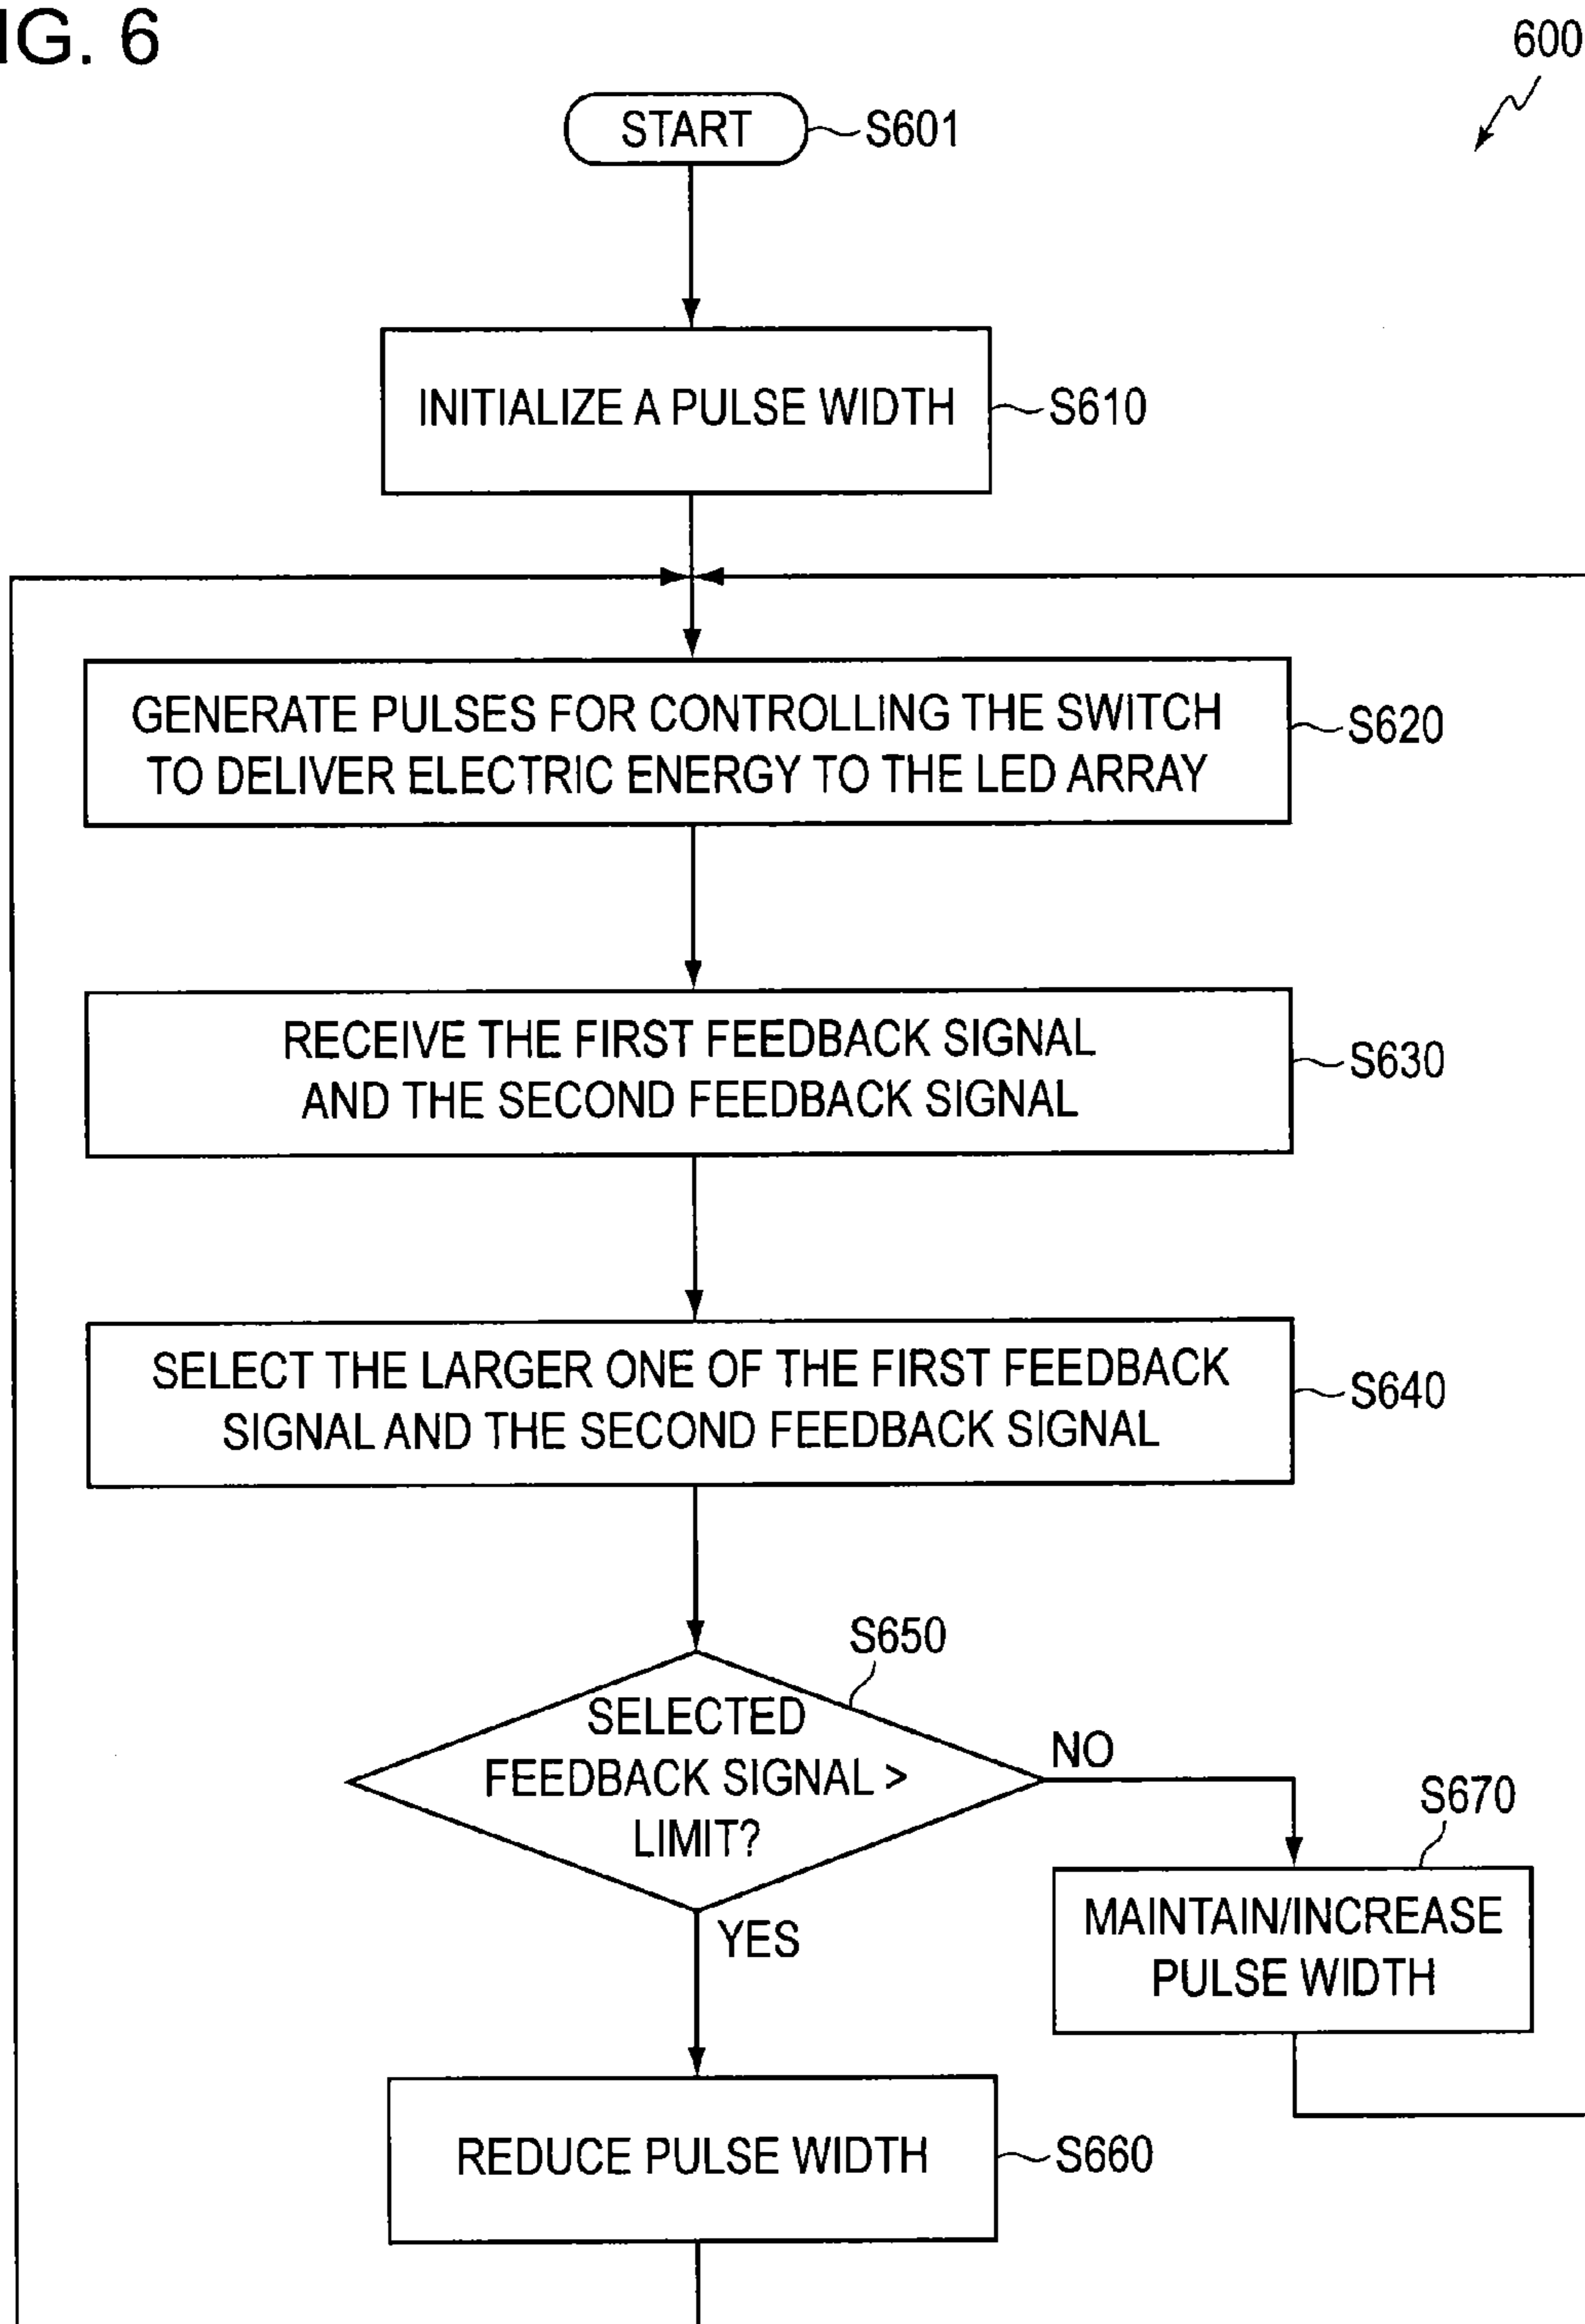 IG. 6
600
START
S601
INITIALIZE A PULSE WIDTH
S610
GENERATE PULSES FOR CONTROLLING THE SWITCH
TO DELIVER ELECTRIC ENERGY TO THE LED ARRAY
S620
RECEIVE THE FIRST FEEDBACK SIGNAL
AND THE SECOND FEEDBACK SIGNAL
S630
SELECT THE LARGER ONE OF THE FIRST FEEDBACK
SIGNAL AND THE SECOND FEEDBACK SIGNAL
S640
S650
SELECTED
FEEDBACK SIGNAL >
LIMIT?
NO
S670
MAINTAIN/INCREASE
PULSE WIDTH
YES
REDUCE PULSE WIDTH
S660